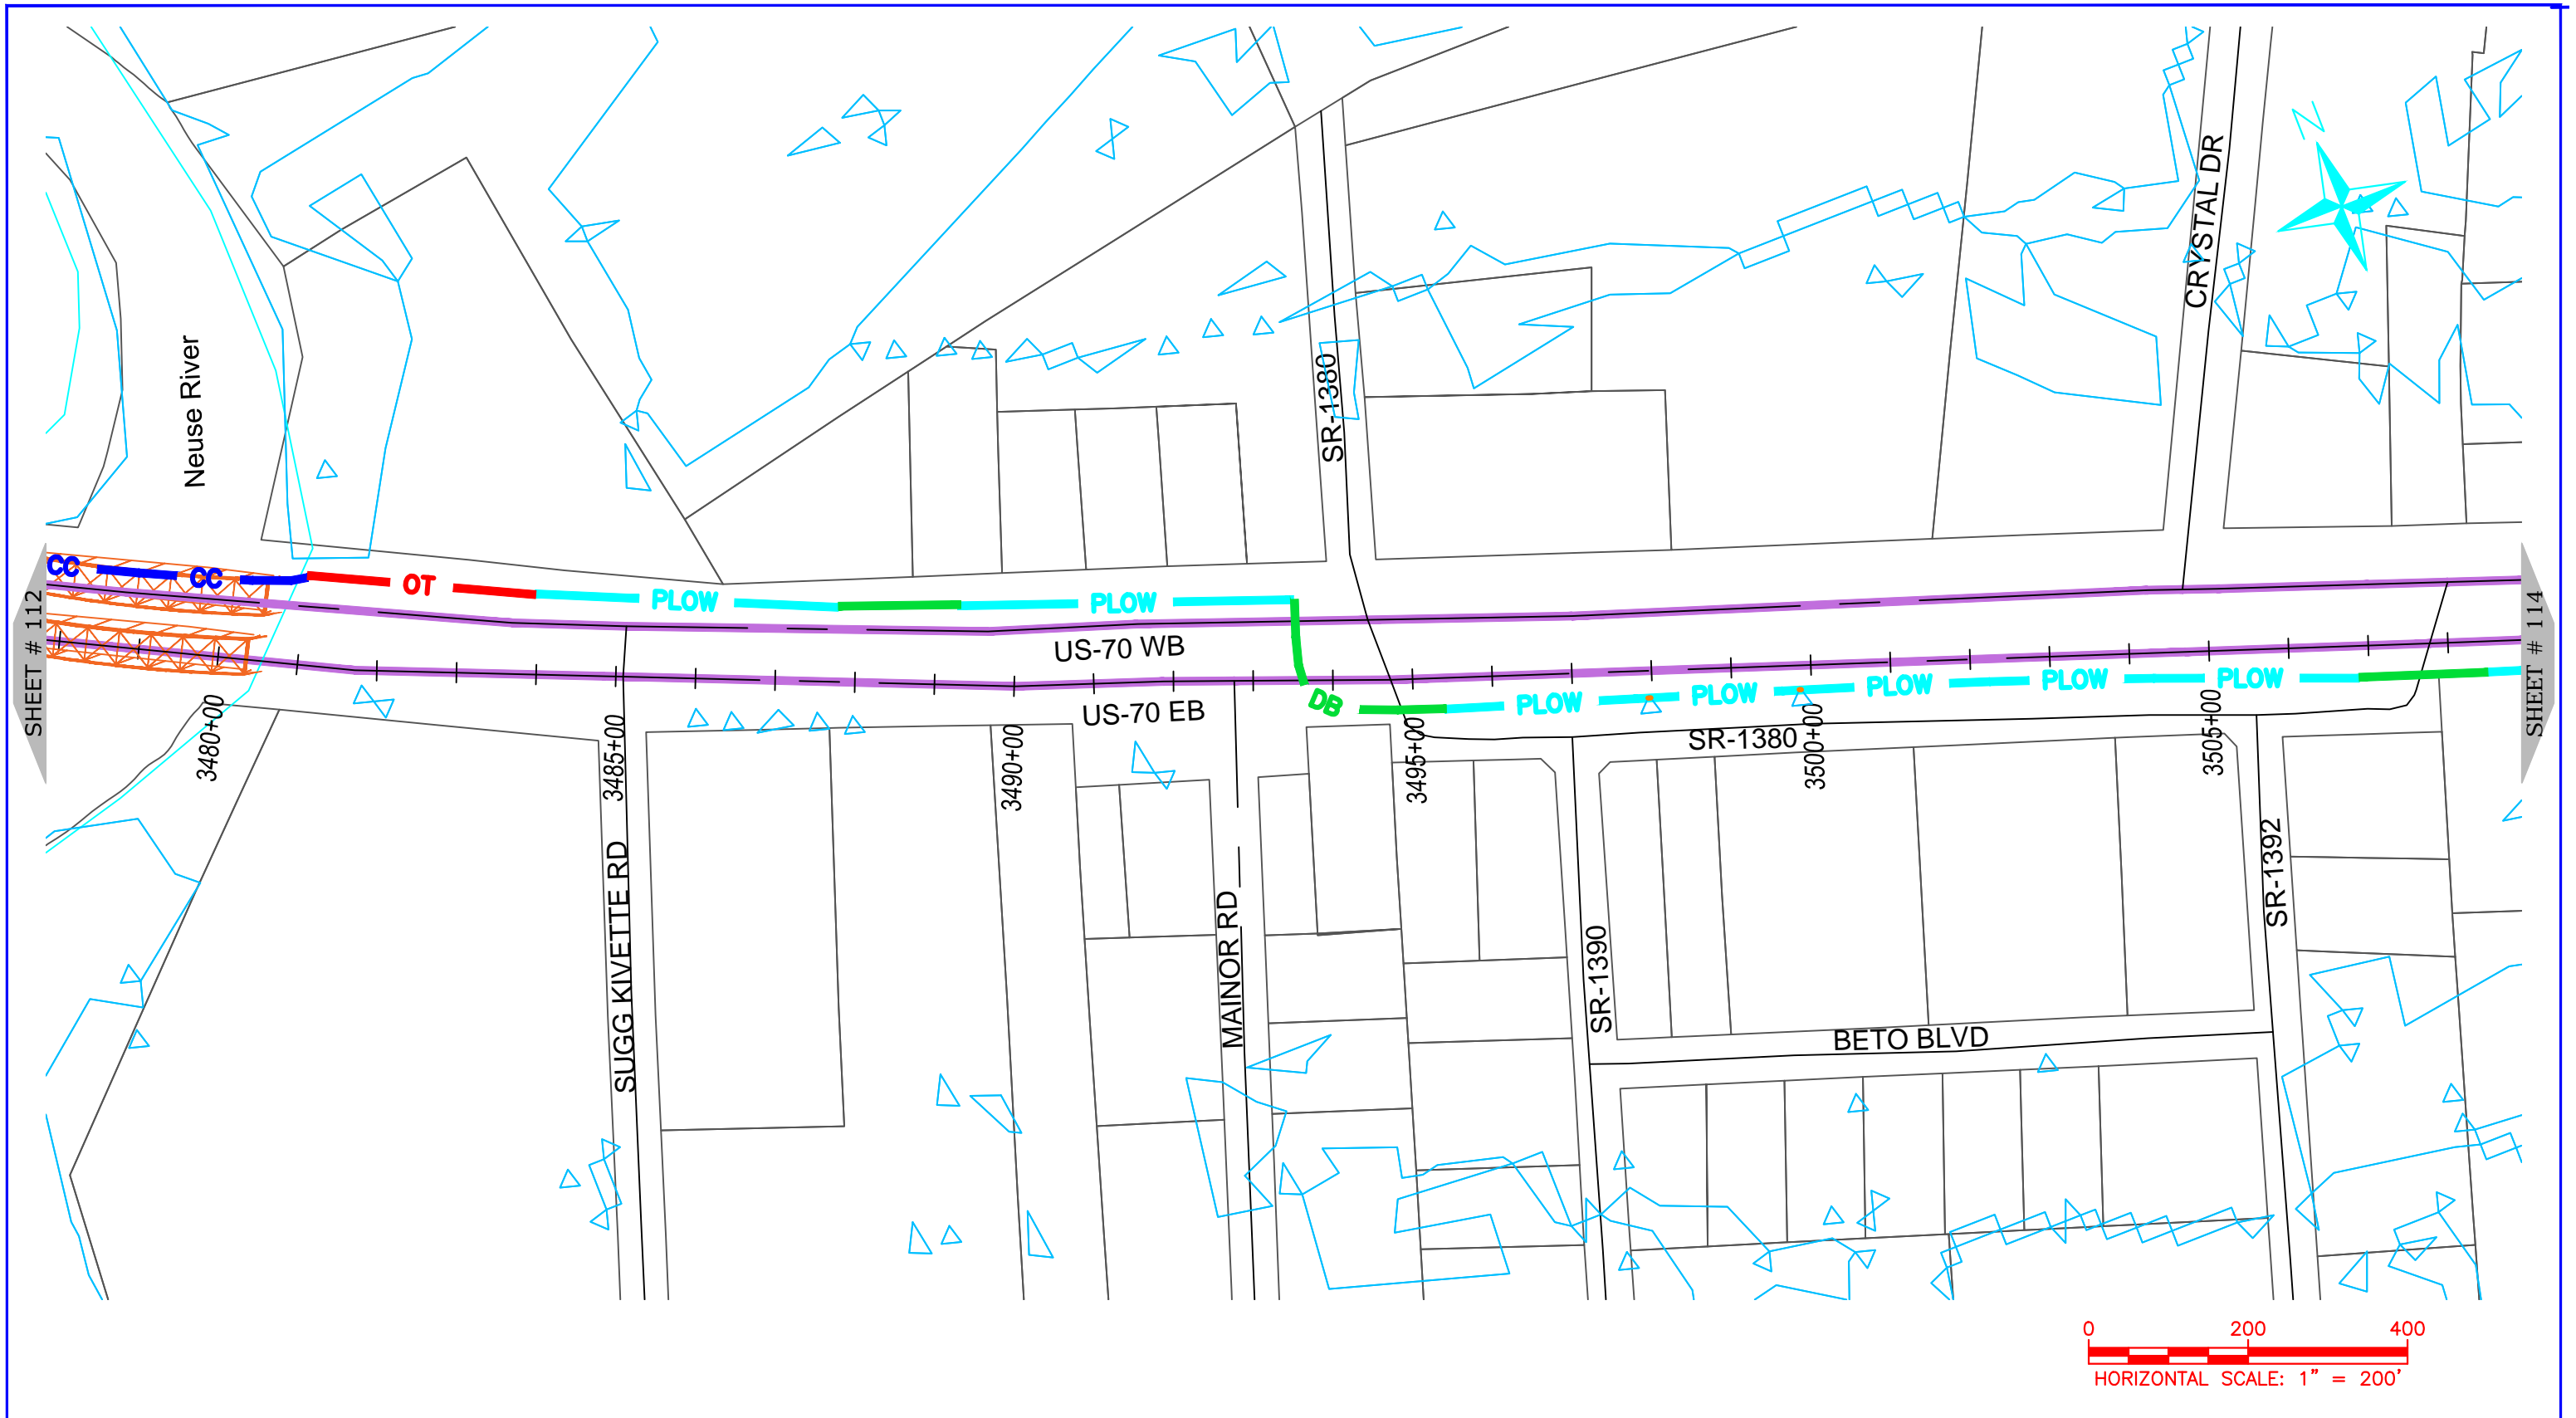 N
CRYSTAL DR
Neuse River
SR-1380
CC
CC
OT
PLOW
PLOW
SHEET # 112
SHEET # 114
US-70 WB
US-70 EB
DB
PLOW
PLOW
PLOW
PLOW
PLOW
SR-1380
3480+00
3485+00
3490+00
3495+00
3500+00
3505+00
SUGG KIVETTE RD
MAINOR RD
SR-1390
SR-1392
BETO BLVD
0 200 400
HORIZONTAL SCALE: 1" = 200'